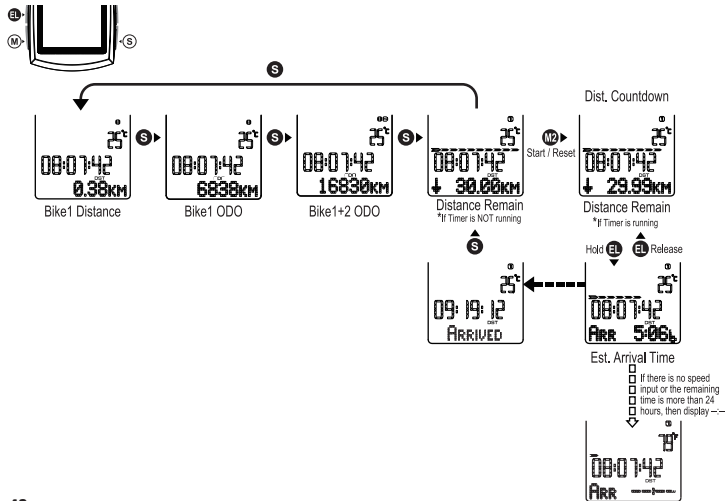 EL
M
S
S
Dist. Countdown
25°C
08:07:42
DST
0.38KM
S
25°C
08:07:42
6838KM
S
25°C
08:07:42
16830KM
S
25°C
08:07:42
DST
30.00KM
M2
Start / Reset
25°C
08:07:42
DST
29.99KM
Bike1 Distance
Bike1 ODO
Bike1+2 ODO
Distance Remain
*If Timer is NOT running
Distance Remain
*If Timer is running
S
Hold EL
EL Release
25°C
09:19:12
DST
ARRIVED
25°C
08:07:42
DST
ARR 5:06
Est. Arrival Time
If there is no speed
input or the remaining
time is more than 24
hours, then display –:–
79°F
08:07:42
DST
ARR --:--